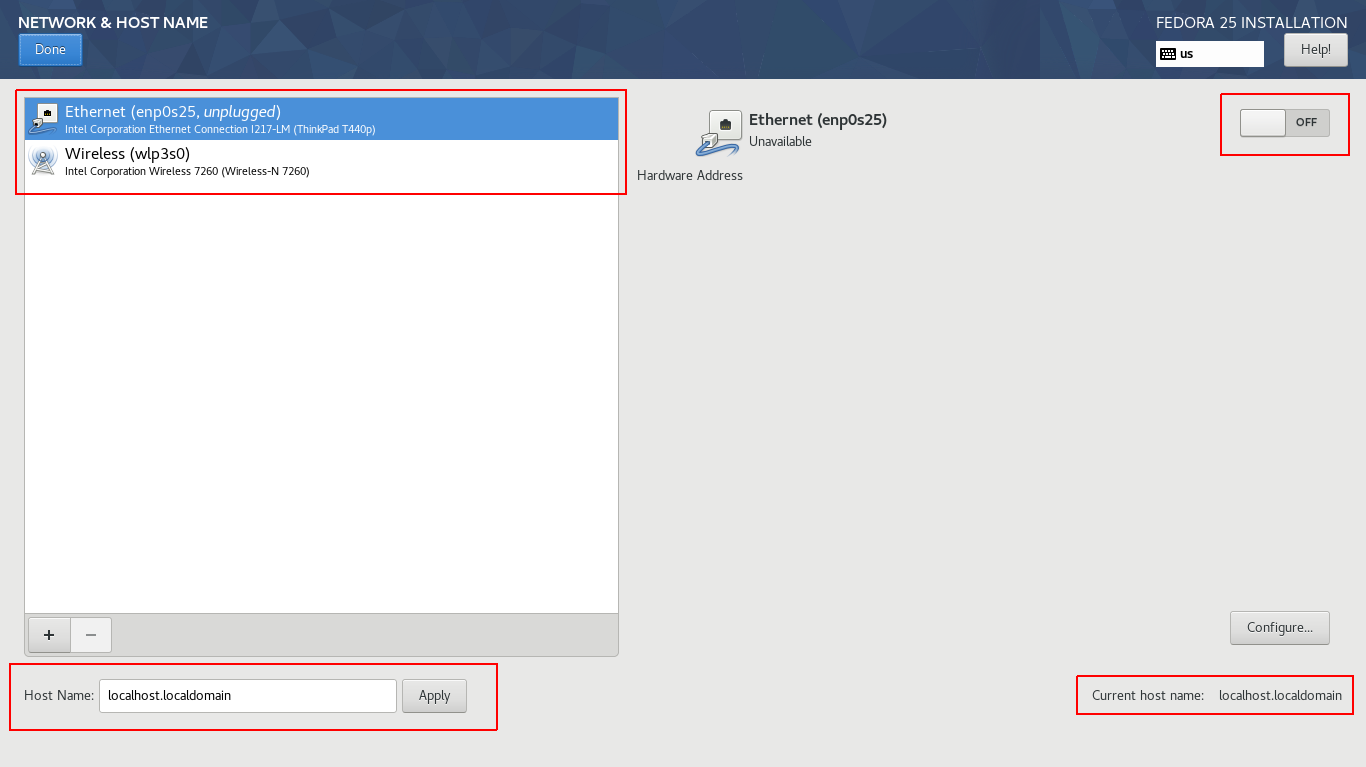 NETWORK & HOST NAME
FEDORA 25 INSTALLATION
Done
us
Help!
Ethernet (enp0s25, unplugged)
Intel Corporation Ethernet Connection I217-LM (ThinkPad T440p)
Wireless (wlp3s0)
Intel Corporation Wireless 7260 (Wireless-N 7260)
Ethernet (enp0s25)
Unavailable
OFF
Hardware Address
+
−
Configure...
Host Name: localhost.localdomain Apply
Current host name: localhost.localdomain